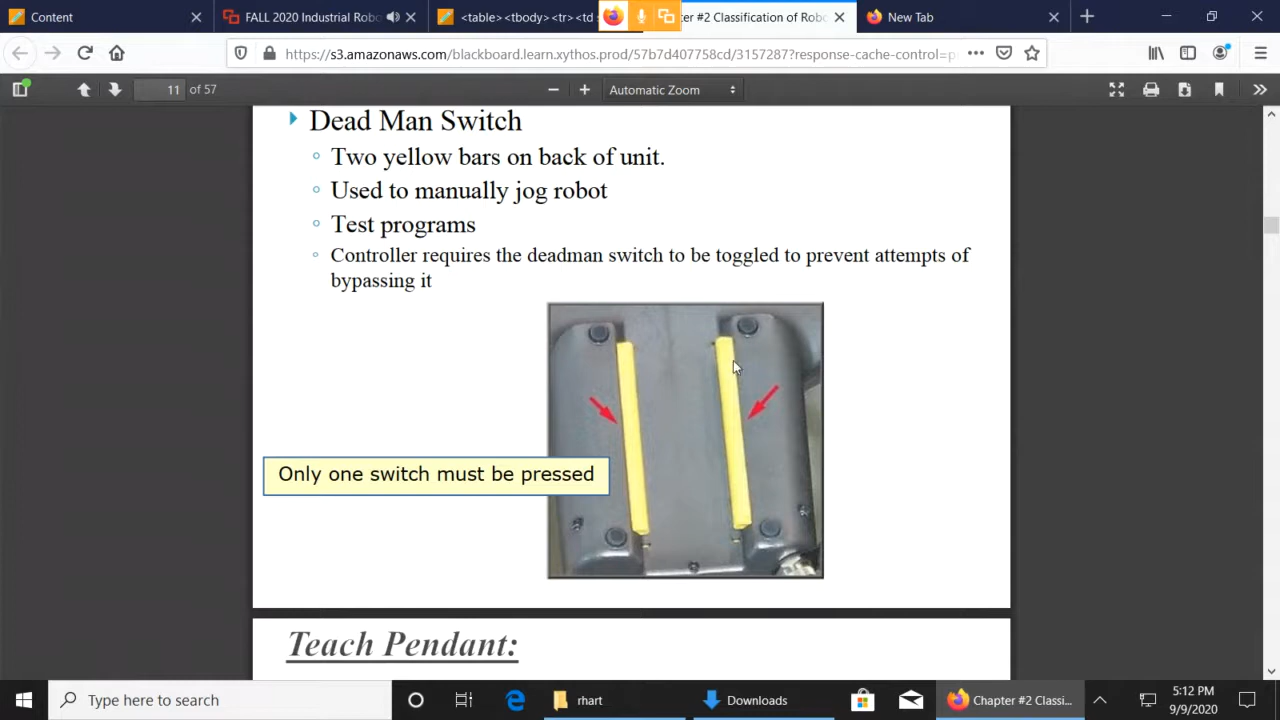 Content
FALL 2020 Industrial Robo
<table><tbody><tr><td s
er #2 Classification of Robo
New Tab
https://s3.amazonaws.com/blackboard.learn.xythos.prod/57b7d407758cd/3157287?response-cache-control=p
11 of 57
Automatic Zoom
Dead Man Switch
Two yellow bars on back of unit.
Used to manually jog robot
Test programs
Controller requires the deadman switch to be toggled to prevent attempts of
bypassing it
Only one switch must be pressed
Teach Pendant:
Type here to search
rhart
Downloads
Chapter #2 Classi...
5:12 PM
9/9/2020